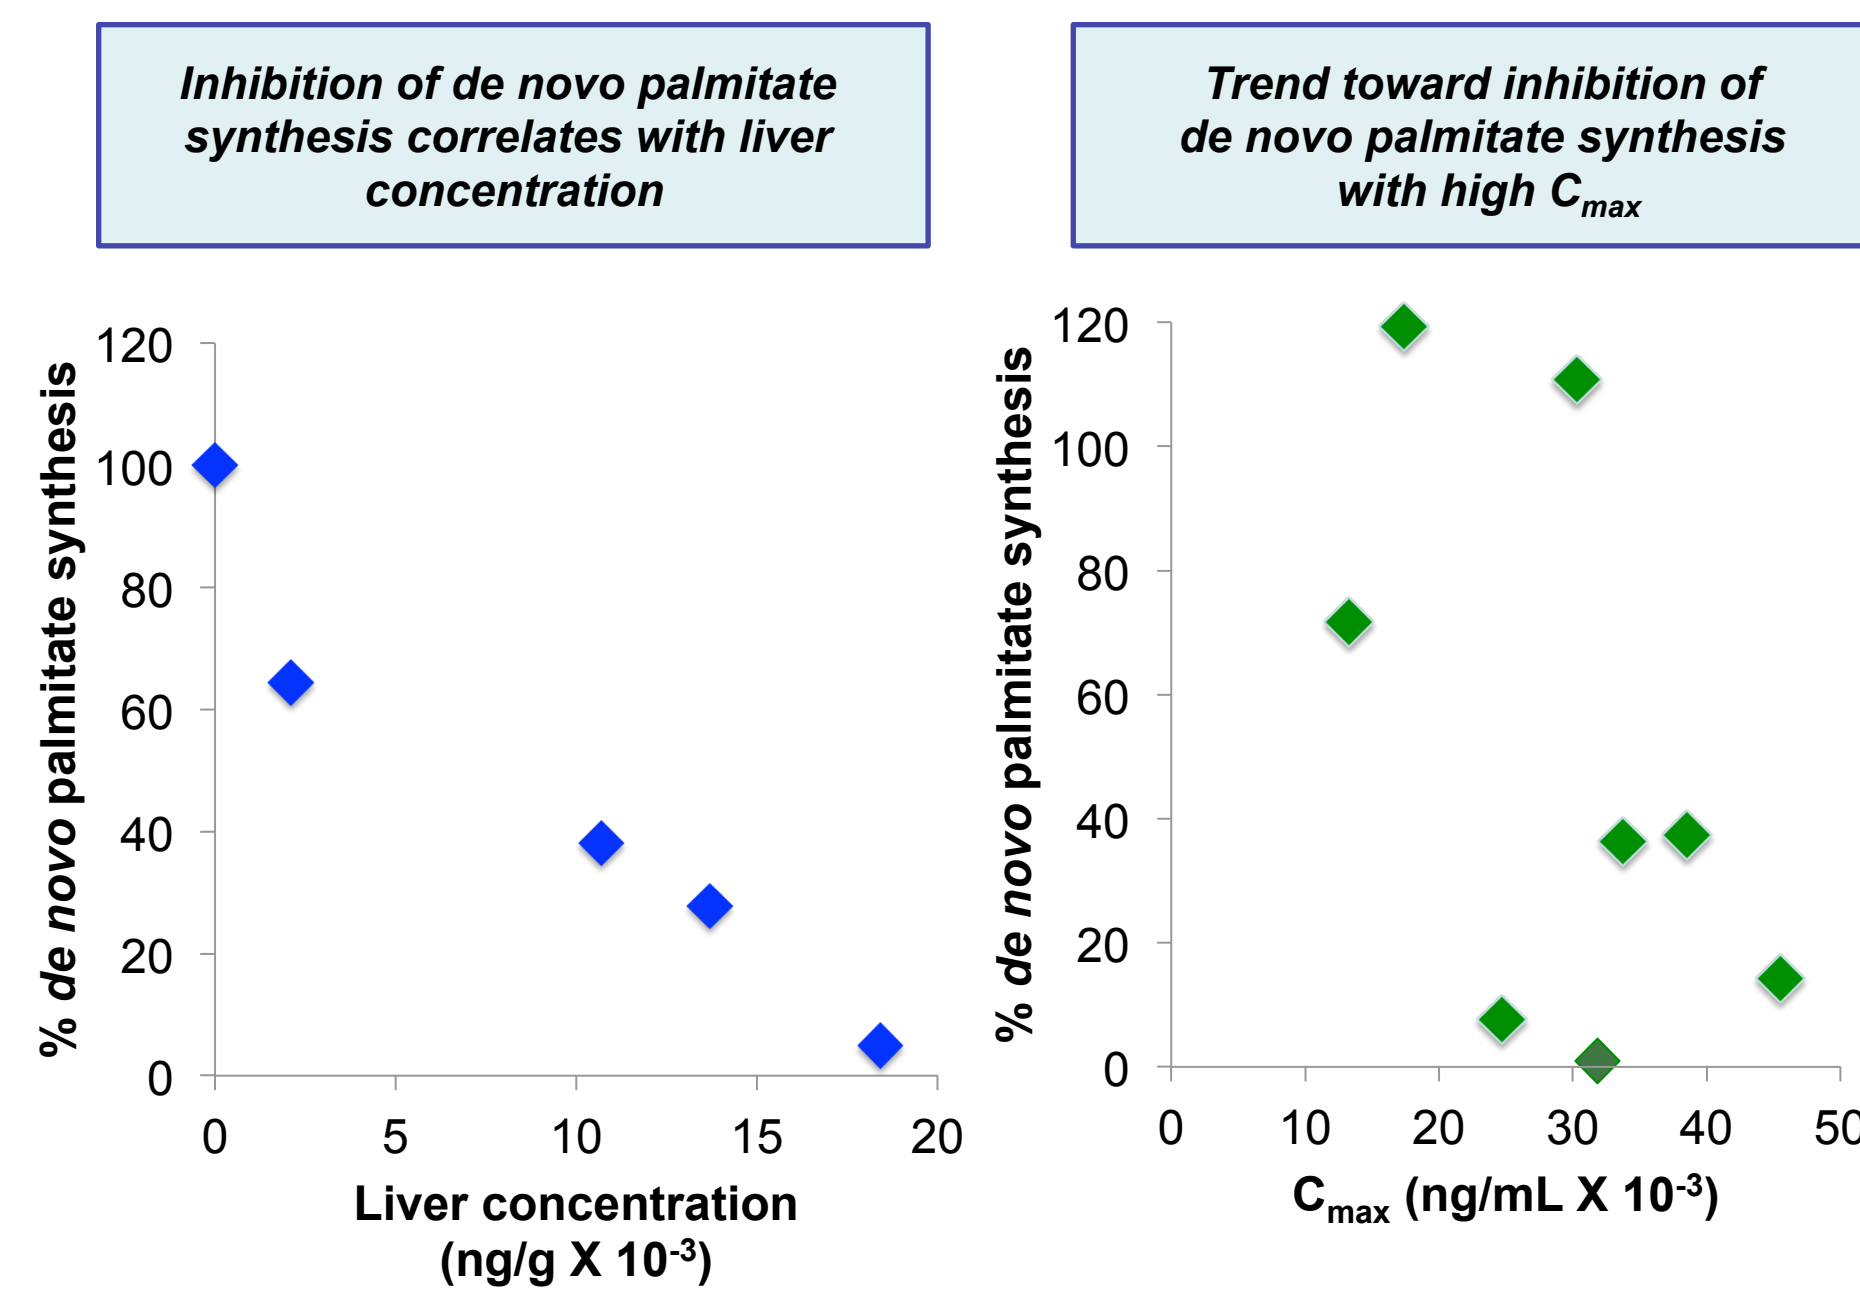 Inhibition of de novo palmitate
synthesis correlates with liver
concentration
Trend toward inhibition of
de novo palmitate synthesis
with high Cmax
% de novo palmitate synthesis
120
100
80
60
40
20
0
0 5 10 15 20
Liver concentration
(ng/g X 10-3)
% de novo palmitate synthesis
120
100
80
60
40
20
0
0 10 20 30 40 50
Cmax (ng/mL X 10-3)